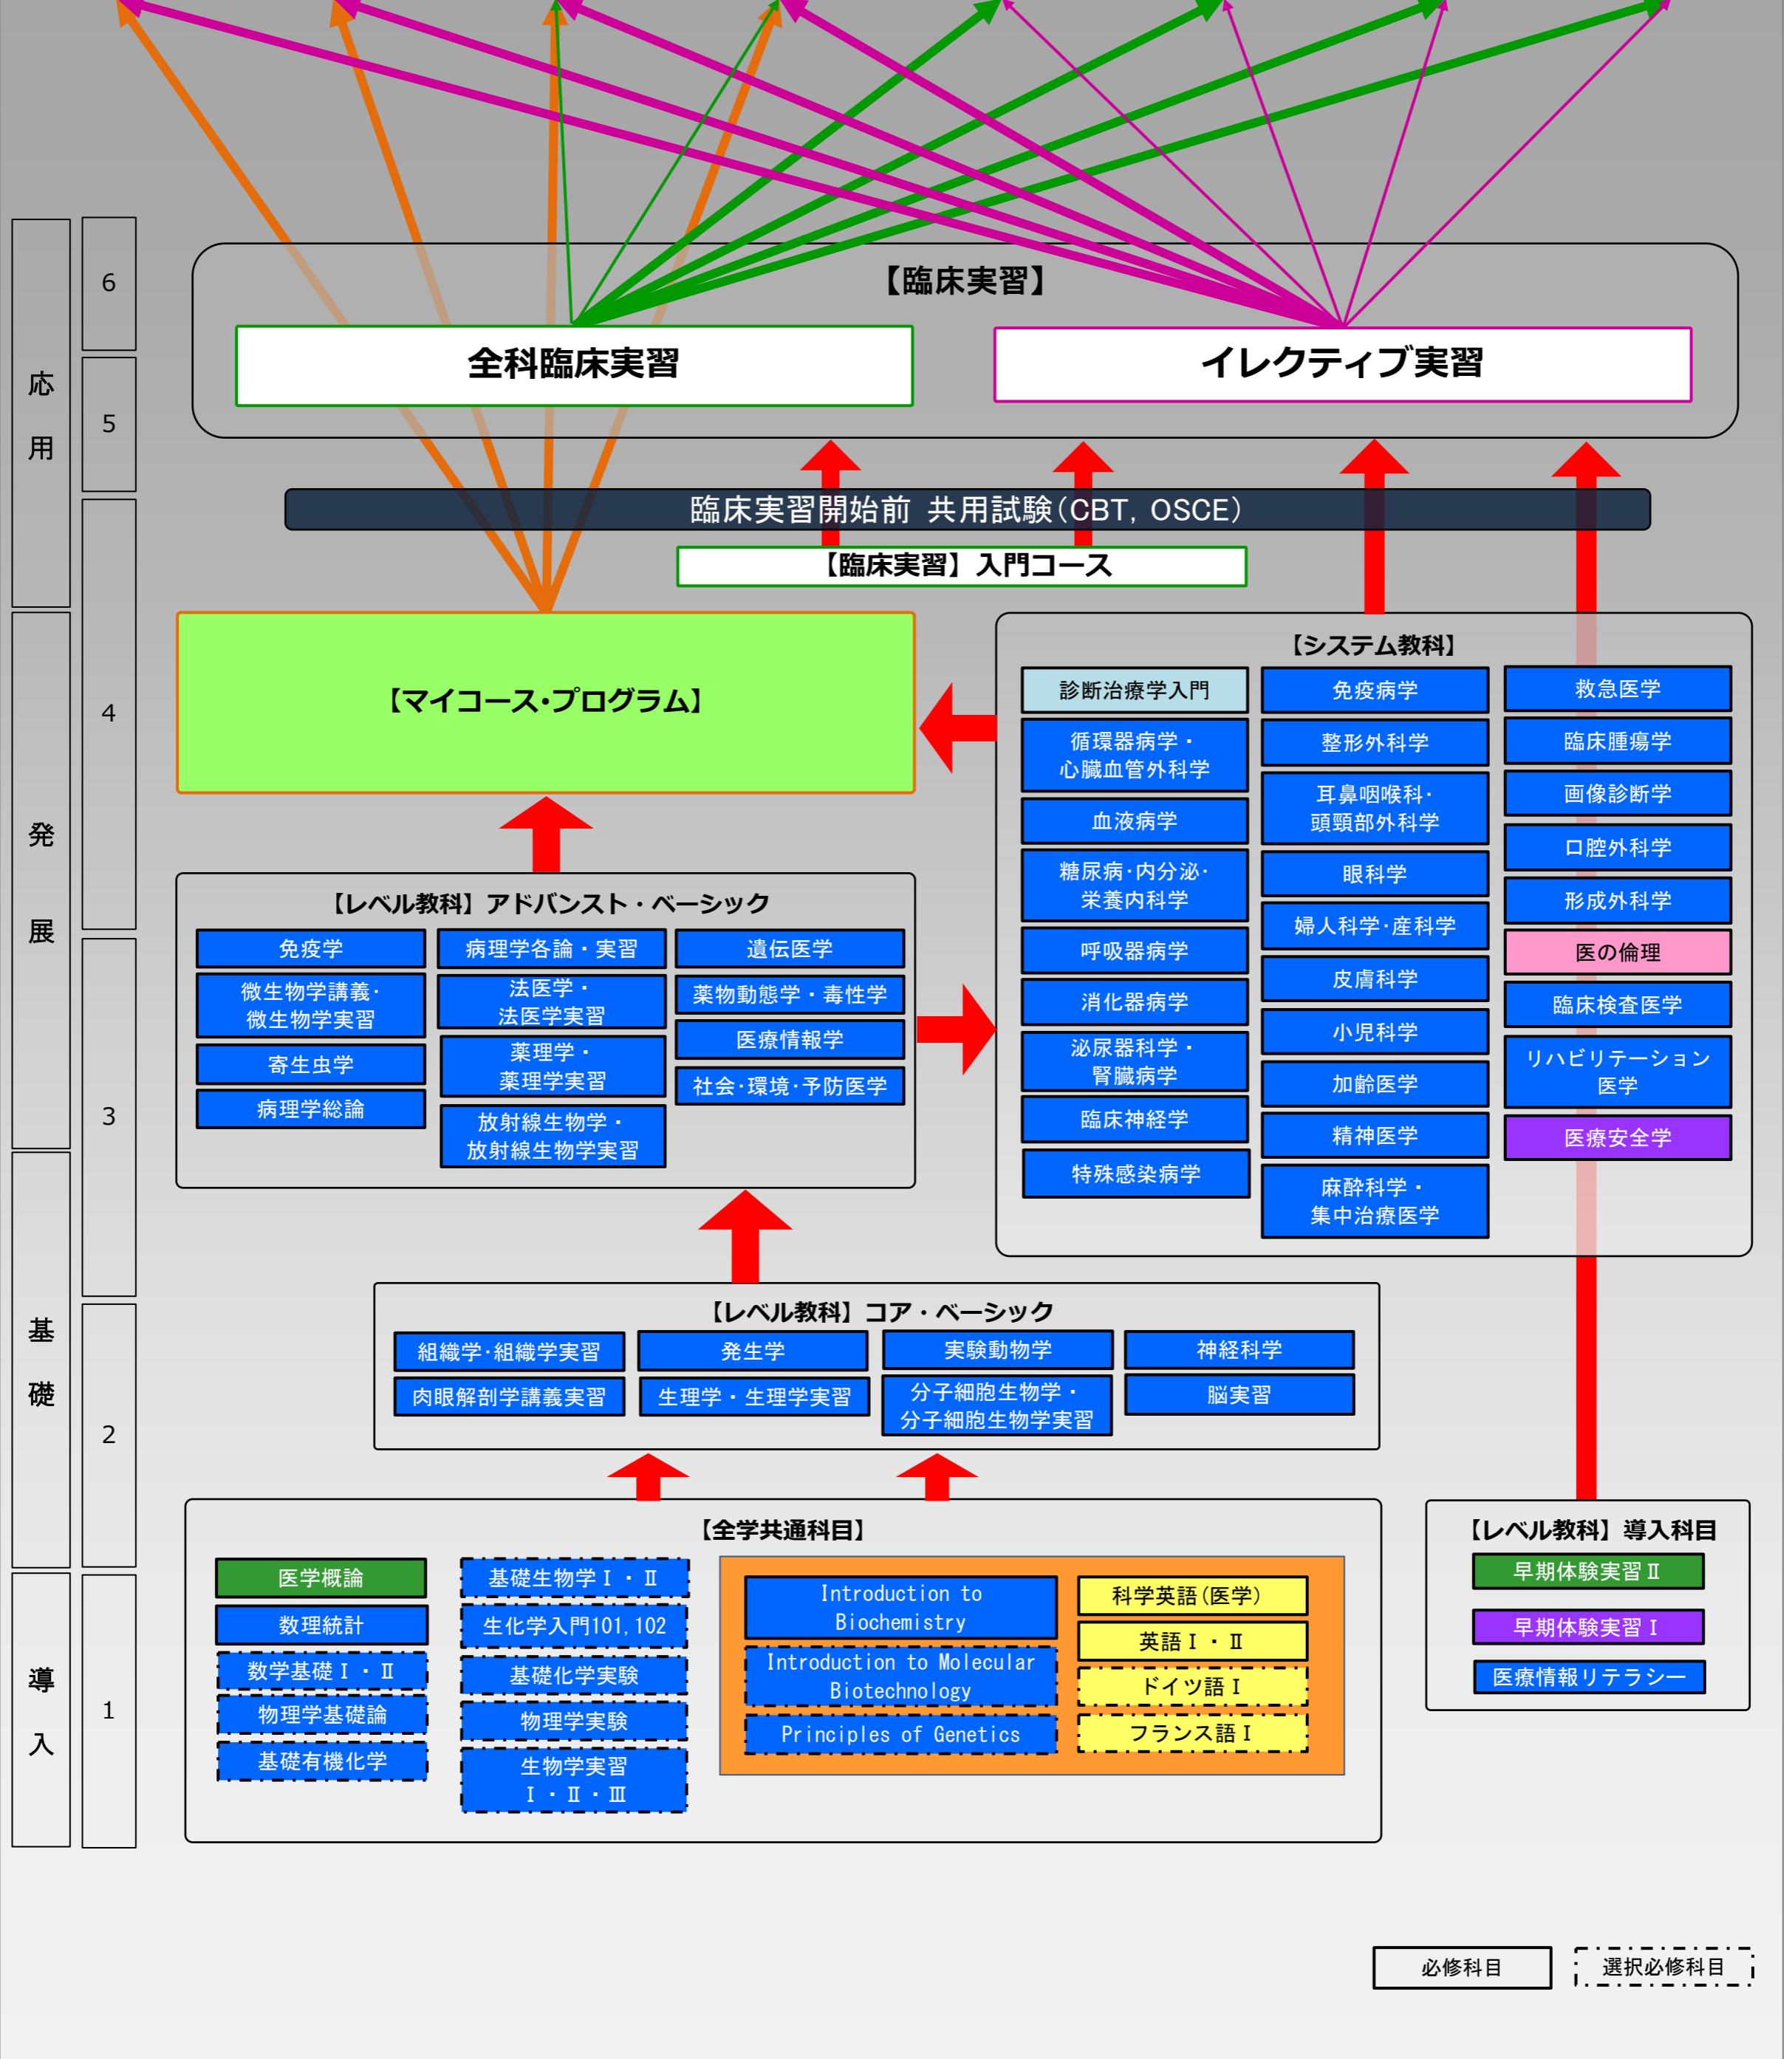 応
用
発
展
基
礎
導
入
6
5
4
3
2
1
【臨床実習】
全科臨床実習
イレクティブ実習
臨床実習開始前 共用試験(CBT, OSCE)
【臨床実習】入門コース
【マイコース・プログラム】
【システム教科】
診断治療学入門
循環器病学・
心臓血管外科学
血液病学
糖尿病・内分泌・
栄養内科学
呼吸器病学
消化器病学
泌尿器科学・
腎臓病学
臨床神経学
特殊感染病学
免疫病学
整形外科学
耳鼻咽喉科・
頭頸部外科学
眼科学
婦人科学・産科学
皮膚科学
小児科学
加齢医学
精神医学
麻酔科学・
集中治療医学
救急医学
臨床腫瘍学
画像診断学
口腔外科学
形成外科学
医の倫理
臨床検査医学
リハビリテーション
医学
医療安全学
【レベル教科】アドバンスト・ベーシック
免疫学
微生物学講義・
微生物学実習
寄生虫学
病理学総論
病理学各論・実習
法医学・
法医学実習
薬理学・
薬理学実習
放射線生物学・
放射線生物学実習
遺伝医学
薬物動態学・毒性学
医療情報学
社会・環境・予防医学
【レベル教科】コア・ベーシック
組織学・組織学実習
肉眼解剖学講義実習
発生学
生理学・生理学実習
実験動物学
分子細胞生物学・
分子細胞生物学実習
神経科学
脳実習
【全学共通科目】
医学概論
数理統計
数学基礎Ⅰ・Ⅱ
物理学基礎論
基礎有機化学
基礎生物学Ⅰ・Ⅱ
生化学入門101,102
基礎化学実験
物理学実験
生物学実習
Ⅰ・Ⅱ・Ⅲ
Introduction to
Biochemistry
Introduction to Molecular
Biotechnology
Principles of Genetics
科学英語(医学)
英語Ⅰ・Ⅱ
ドイツ語Ⅰ
フランス語Ⅰ
【レベル教科】導入科目
早期体験実習Ⅱ
早期体験実習Ⅰ
医療情報リテラシー
必修科目
選択必修科目